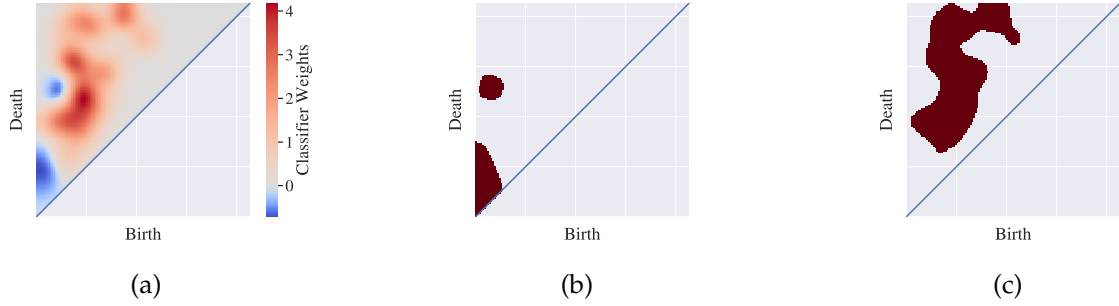 4
3
2
1
0
Classifier Weights
Death
Birth
(a)
Death
Birth
(b)
Death
Birth
(c)